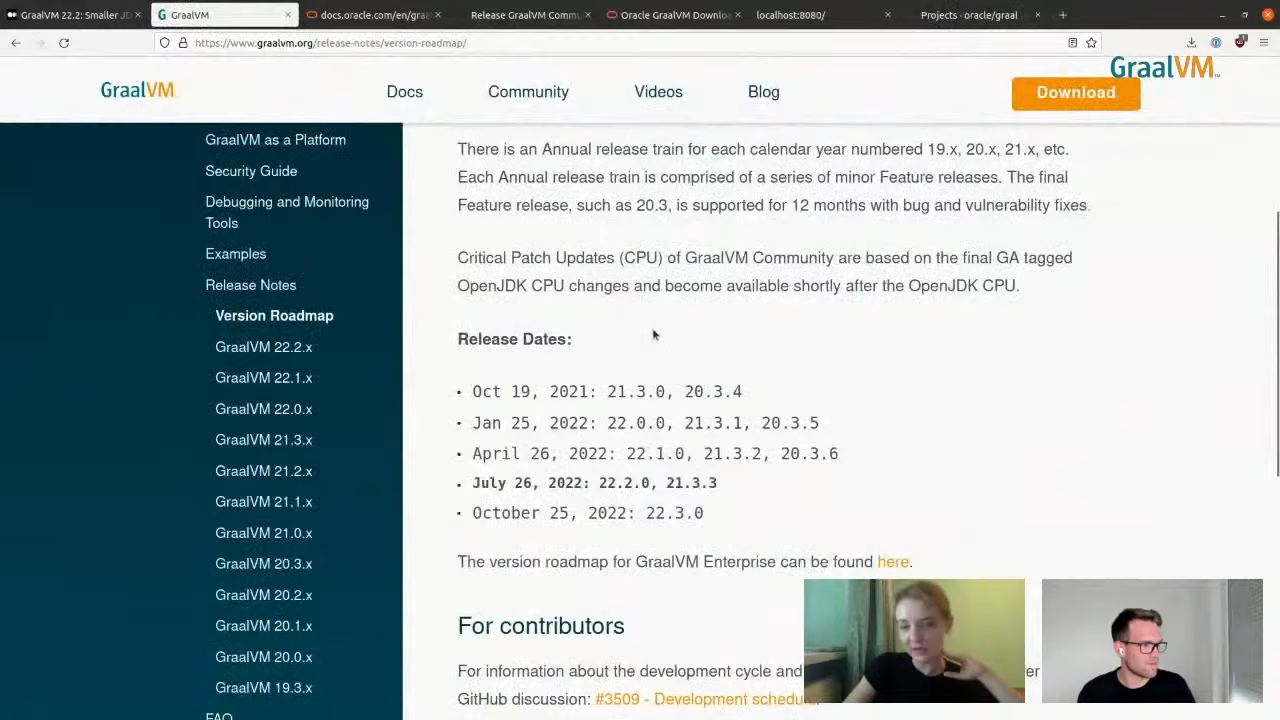 GraalVM 22.2: Smaller JD
GraalVM
docs.oracle.com/en/graa
Release GraalVM Commu
Oracle GraalVM Downloa
localhost:8080/
Projects · oracle/graal
https://www.graalvm.org/release-notes/version-roadmap/
GraalVM
Docs
Community
Videos
Blog
Download
GraalVM
GraalVM as a Platform
Security Guide
Debugging and Monitoring
Tools
Examples
Release Notes
Version Roadmap
GraalVM 22.2.x
GraalVM 22.1.x
GraalVM 22.0.x
GraalVM 21.3.x
GraalVM 21.2.x
GraalVM 21.1.x
GraalVM 21.0.x
GraalVM 20.3.x
GraalVM 20.2.x
GraalVM 20.1.x
GraalVM 20.0.x
GraalVM 19.3.x
FAQ
There is an Annual release train for each calendar year numbered 19.x, 20.x, 21.x, etc.
Each Annual release train is comprised of a series of minor Feature releases. The final
Feature release, such as 20.3, is supported for 12 months with bug and vulnerability fixes.
Critical Patch Updates (CPU) of GraalVM Community are based on the final GA tagged
OpenJDK CPU changes and become available shortly after the OpenJDK CPU.
Release Dates:
• Oct 19, 2021: 21.3.0, 20.3.4
• Jan 25, 2022: 22.0.0, 21.3.1, 20.3.5
• April 26, 2022: 22.1.0, 21.3.2, 20.3.6
• July 26, 2022: 22.2.0, 21.3.3
• October 25, 2022: 22.3.0
The version roadmap for GraalVM Enterprise can be found here.
For contributors
For information about the development cycle and
GitHub discussion: #3509 - Development schedu